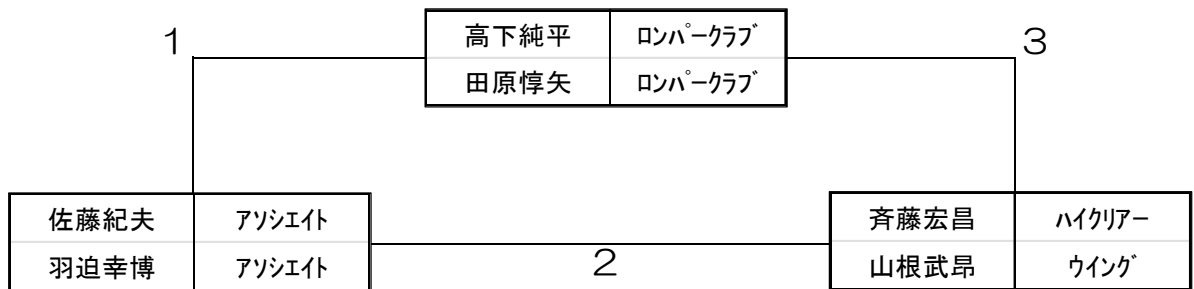 1
高下純平 ﾛﾝﾊﾟｰｸﾗﾌﾞ
3
田原惇矢 ﾛﾝﾊﾟｰｸﾗﾌﾞ
佐藤紀夫 ｱｿｼｴｲﾄ
斉藤宏昌 ﾊｲｸﾘｱｰ
羽迫幸博 ｱｿｼｴｲﾄ
2
山根武昂 ｳｲﾝｸﾞ